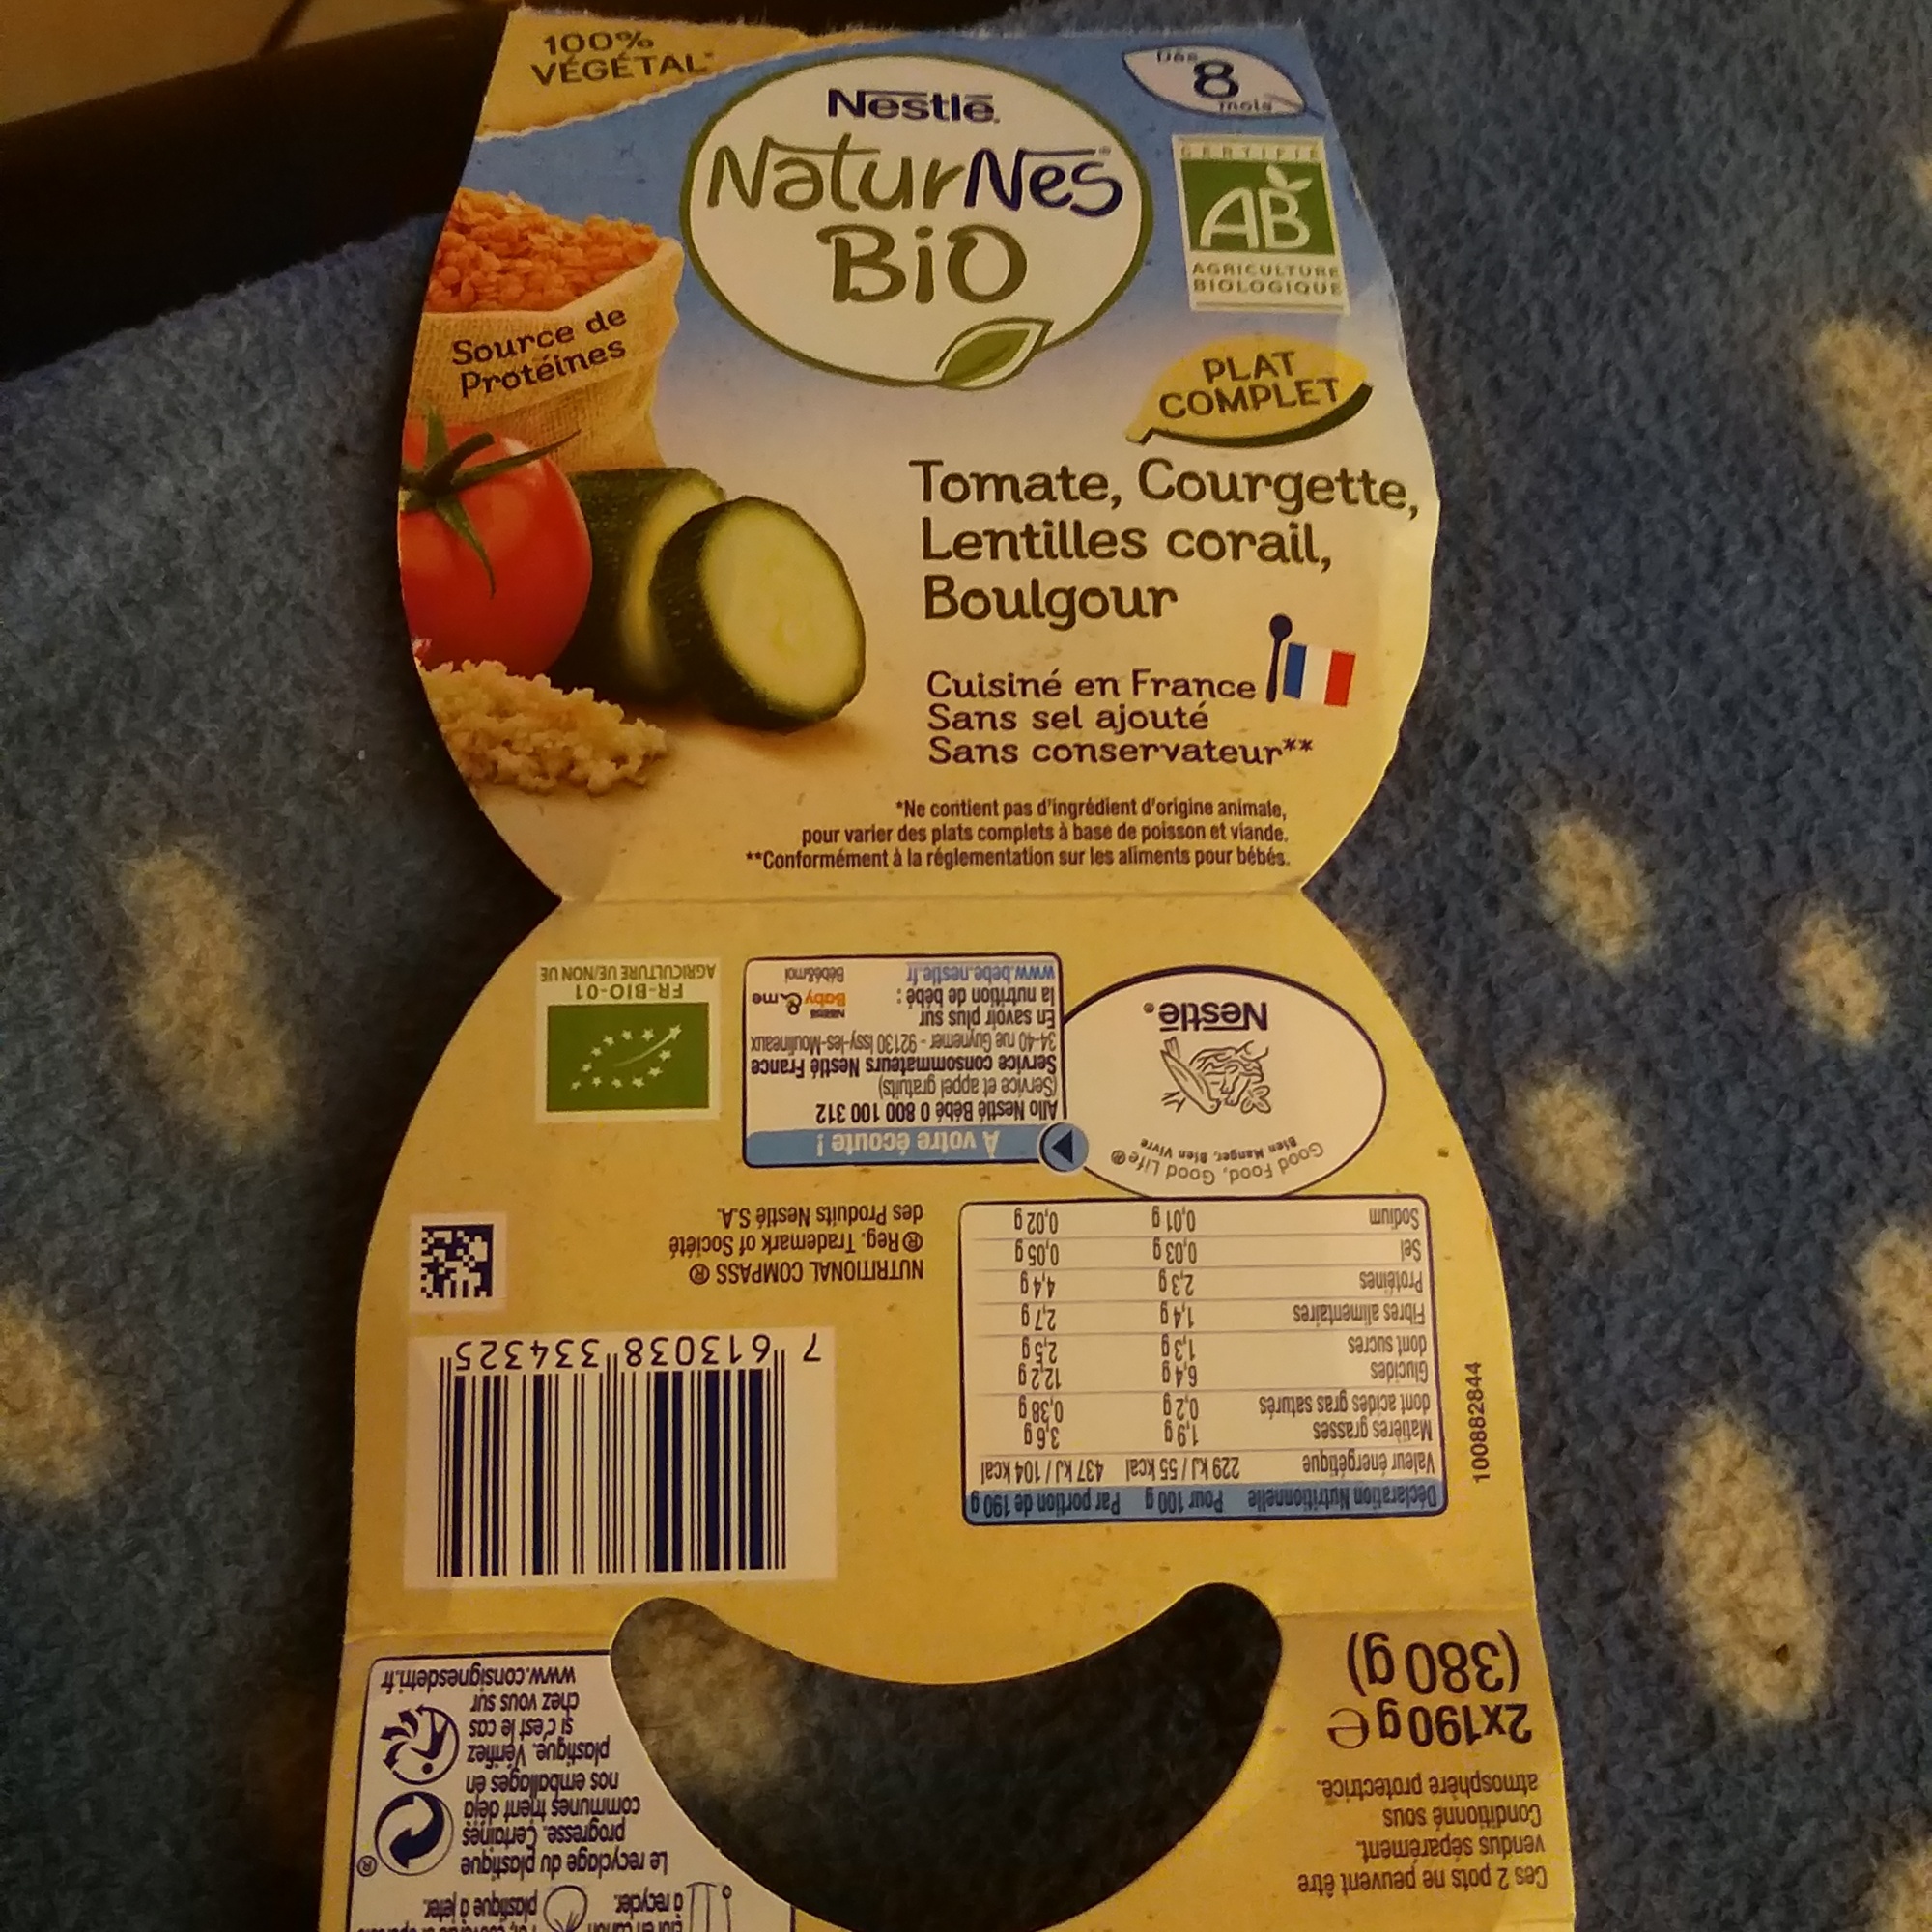 100%
VÉGÉTAL*
Nestlé
NaturNes®
BiO
Dès
8
mois
CERTIFIÉ
AB
AGRICULTURE
BIOLOGIQUE
Source de
Protéines
PLAT
COMPLET
Tomate, Courgette,
Lentilles corail,
Boulgour
Cuisiné en France
Sans sel ajouté
Sans conservateur**
*Ne contient pas d'ingrédient d'origine animale,
pour varier des plats complets à base de poisson et viande.
**Conformément à la réglementation sur les aliments pour bébés.
Ces 2 pots ne peuvent être
vendus séparément.
Conditionné sous
atmosphère protectrice.
2x190g e
(380 g)
à recycler.
plastique à jeter.
Le recyclage du plastique
progresse. Certaines
communes trient déjà
nos emballages en
plastique. Vérifiez
si c'est le cas
chez vous sur
www.consignesdetri.fr
®
100882844
Déclaration Nutritionnelle Pour 100 g Par portion de 190 g
Valeur énergétique 229 kJ / 55 kcal 437 kJ / 104 kcal
Matières grasses 1,9 g 3,6 g
dont acides gras saturés 0,2 g 0,38 g
Glucides 6,4 g 12,2 g
dont sucres 1,3 g 2,5 g
Fibres alimentaires 1,4 g 2,7 g
Protéines 2,3 g 4,4 g
Sel 0,03 g 0,05 g
Sodium 0,01 g 0,02 g
7 613038 334325
NUTRITIONAL COMPASS ®
® Reg. Trademark of Société
des Produits Nestlé S.A.
Good Food, Good Life®
Bien Manger, Bien Vivre
Nestlé®
À votre écoute !
Allo Nestlé Bébé 0 800 100 312
(Service et appel gratuits)
Service consommateurs Nestlé France
34-40 rue Guynemer - 92130 Issy-les-Moulineaux
En savoir plus sur
la nutrition de bébé :
www.bebe.nestle.fr
Nestlé
Baby&me
Bébé&moi
FR-BIO-01
AGRICULTURE UE/NON UE